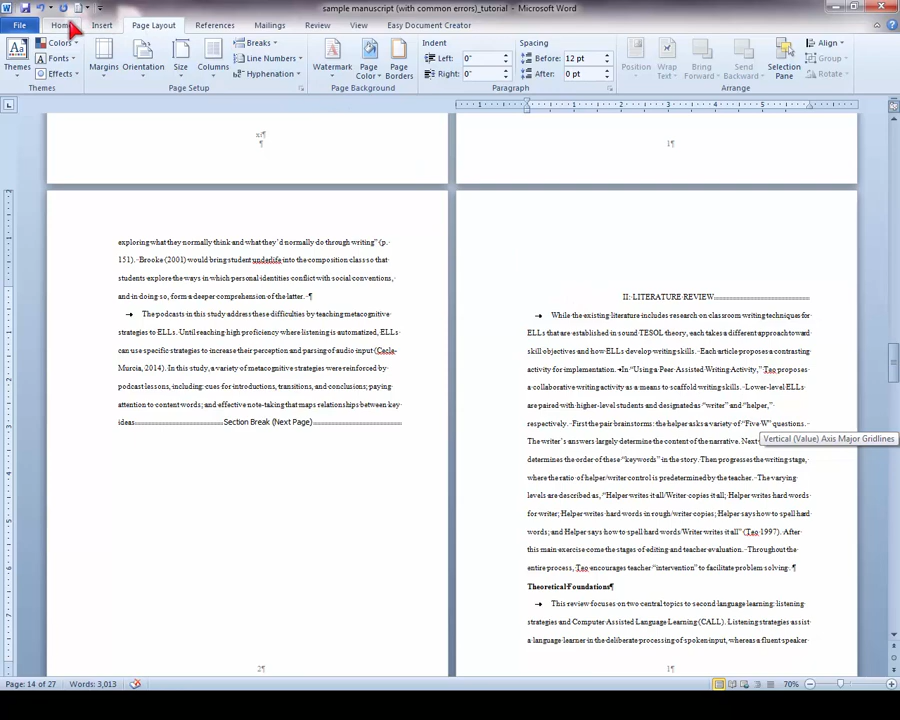 sample manuscript (with common errors)_tutorial - Microsoft Word
File
Home
Insert
Page Layout
References
Mailings
Review
View
Easy Document Creator
Themes
Colors
Fonts
Effects
Margins
Orientation
Size
Columns
Breaks
Line Numbers
Hyphenation
Watermark
Page Color
Page Borders
Indent
Left: 0"
Right: 0"
Spacing
Before: 12 pt
After: 0 pt
Position
Wrap Text
Bring Forward
Send Backward
Selection Pane
Align
Group
Rotate
Themes
Page Setup
Page Background
Paragraph
Arrange
xi¶
¶
1¶
exploring what they normally think and what they'd normally do through writing" (p.
151). Brooke (2001) would bring student underlife into the composition class so that
students explore the ways in which personal identities conflict with social conventions,
and in doing so, form a deeper comprehension of the latter. ¶
The podcasts in this study address these difficulties by teaching metacognitive
strategies to ELLs. Until reaching high proficiency where listening is automatized, ELLs
can use specific strategies to increase their perception and parsing of audio input (Cecla-
Murcia, 2014). In this study, a variety of metacognitive strategies were reinforced by
podcast lessons, including: cues for introductions, transitions, and conclusions; paying
attention to content words; and effective note-taking that maps relationships between key
ideas Section Break (Next Page)
2¶
II: LITERATURE REVIEW
While the existing literature includes research on classroom writing techniques for
ELLs that are established in sound TESOL theory, each takes a different approach toward
skill objectives and how ELLs develop writing skills. Each article proposes a contrasting
activity for implementation. In "Using a Peer Assisted Writing Activity," Teo proposes
a collaborative writing activity as a means to scaffold writing skills. Lower-level ELLs
are paired with higher-level students and designated as "writer" and "helper,"
respectively. First the pair brainstorms: the helper asks a variety of "Five W" questions.
The writer's answers largely determine the content of the narrative. Next
determines the order of these "keywords" in the story. Then progresses the writing stage,
where the ratio of helper/writer control is predetermined by the teacher. The varying
levels are described as, "Helper writes it all/Writer copies it all; Helper writes hard words
for writer; Helper writes hard words in rough/writer copies; Helper says how to spell hard
words; and Helper says how to spell hard words/Writer writes it all" (Teo 1997). After
this main exercise come the stages of editing and teacher evaluation. Throughout the
entire process, Teo encourages teacher "intervention" to facilitate problem solving. ¶
Theoretical Foundations¶
This review focuses on two central topics to second language learning: listening
strategies and Computer Assisted Language Learning (CALL). Listening strategies assist
a language learner in the deliberate processing of spoken input, whereas a fluent speaker
1¶
Vertical (Value) Axis Major Gridlines
Page: 14 of 27
Words: 3,013
70%